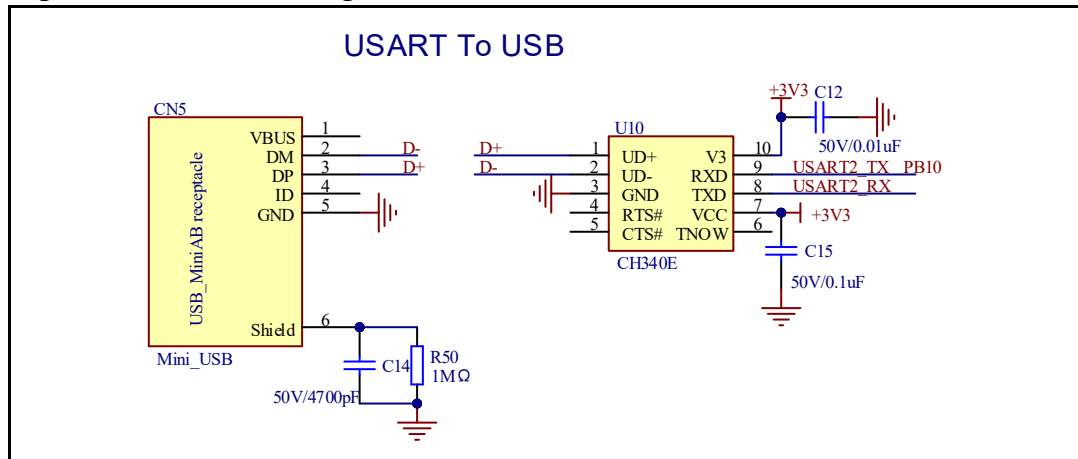 USART To USB
CN5
VBUS 1
DM 2 D-
DP 3 D+
ID 4
GND 5
USB_MiniAB receptacle
Shield 6
Mini_USB
C14
50V/4700pF
R50
1MΩ
U10
D+ 1 UD+ V3 10
D- 2 UD- RXD 9 USART2_TX PB10
3 GND TXD 8 USART2_RX
4 RTS# VCC 7 +3V3
5 CTS# TNOW 6
CH340E
+3V3
C12
50V/0.01uF
C15
50V/0.1uF